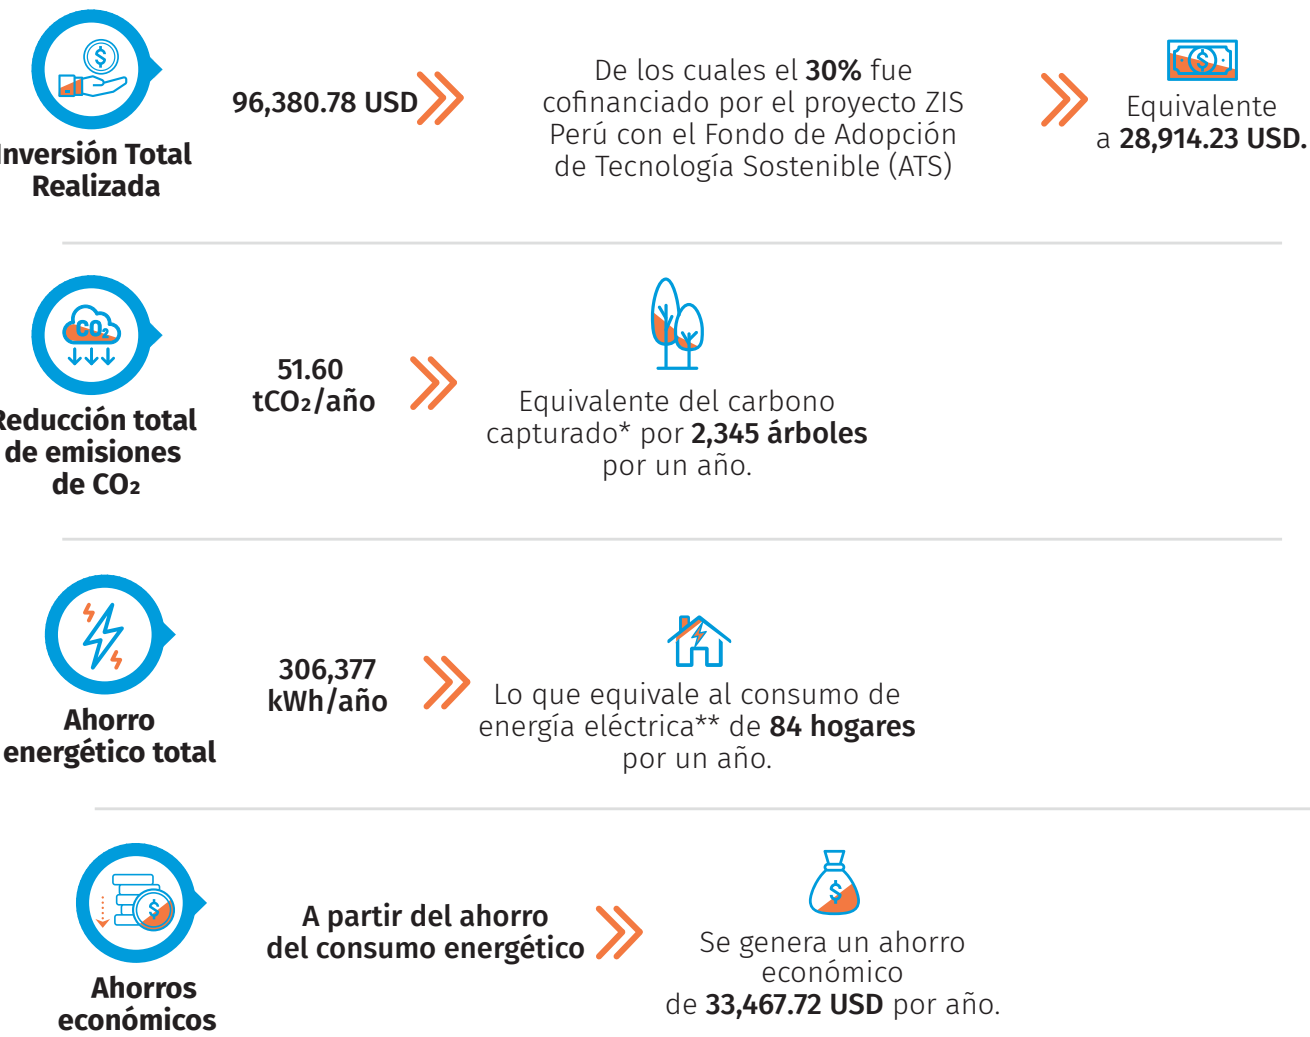 Inversión Total
Realizada
96,380.78 USD
De los cuales el 30% fue
cofinanciado por el proyecto ZIS
Perú con el Fondo de Adopción
de Tecnología Sostenible (ATS)
Equivalente
a 28,914.23 USD.
CO₂
Reducción total
de emisiones
de CO₂
51.60
tCO₂/año
Equivalente del carbono
capturado* por 2,345 árboles
por un año.
Ahorro
energético total
306,377
kWh/año
Lo que equivale al consumo de
energía eléctrica** de 84 hogares
por un año.
Ahorros
económicos
A partir del ahorro
del consumo energético
Se genera un ahorro
económico
de 33,467.72 USD por año.